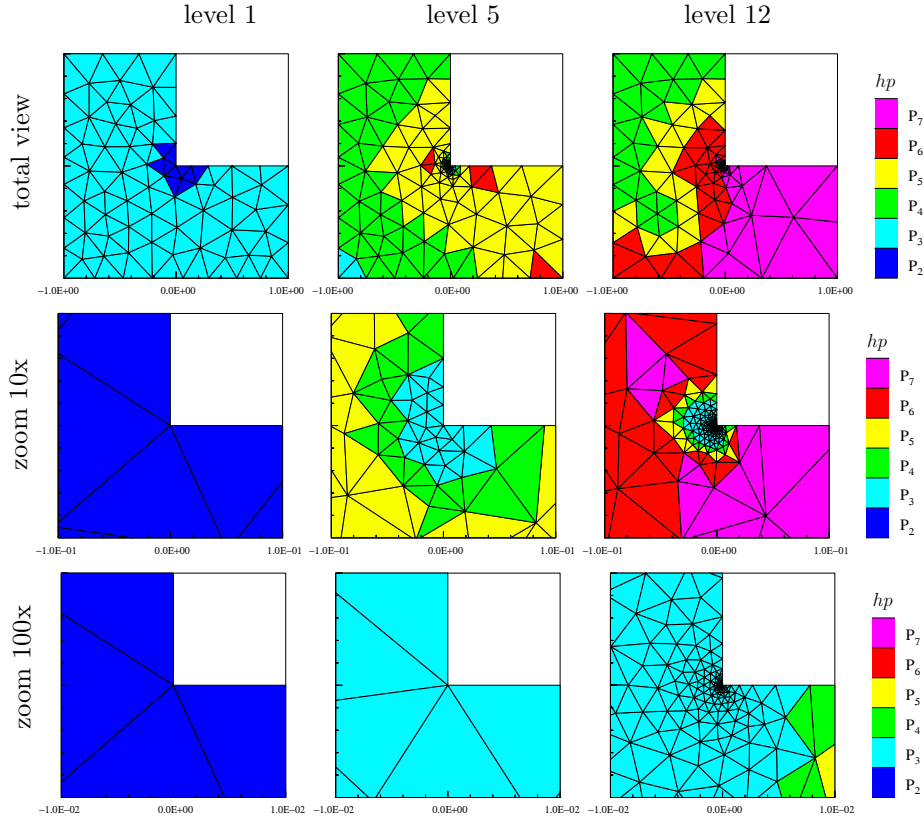 level 1
level 5
level 12
total view
hp
P7
P6
P5
P4
P3
P2
−1.0E+00 0.0E+00 1.0E+00
−1.0E+00 0.0E+00 1.0E+00
−1.0E+00 0.0E+00 1.0E+00
zoom 10x
hp
P7
P6
P5
P4
P3
P2
−1.0E−01 0.0E+00 1.0E−01
−1.0E−01 0.0E+00 1.0E−01
−1.0E−01 0.0E+00 1.0E−01
zoom 100x
hp
P7
P6
P5
P4
P3
P2
−1.0E−02 0.0E+00 1.0E−02
−1.0E−02 0.0E+00 1.0E−02
−1.0E−02 0.0E+00 1.0E−02